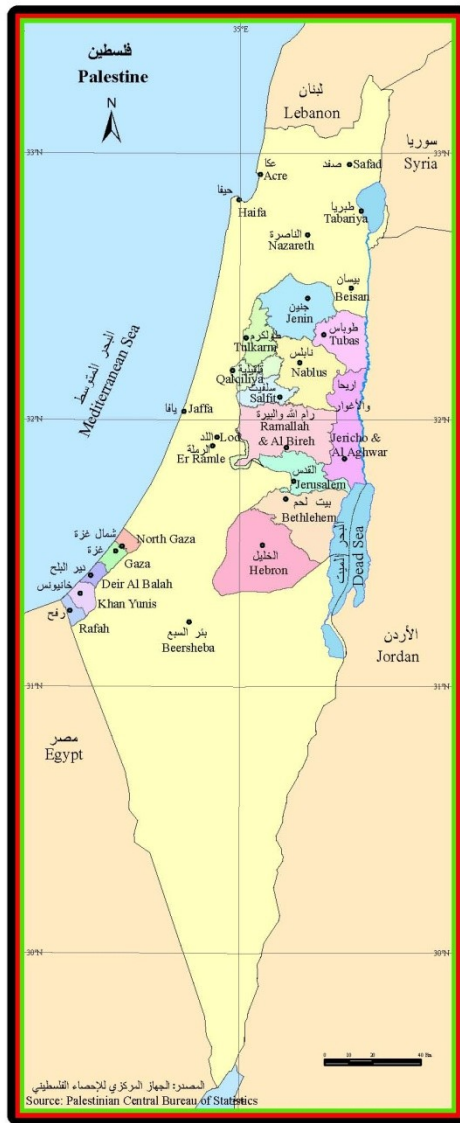 فلسطين
Palestine
N
35°E
لبنان
Lebanon
33°N
33°N
سوريا
Syria
عكا
Acre
صفد
Safad
حيفا
Haifa
طبريا
Tabariya
الناصرة
Nazareth
بيسان
Beisan
جنين
Jenin
طوباس
Tubas
طولكرم
Tulkarm
نابلس
Nablus
قلقيلية
Qalqiliya
سلفيت
Salfit
البحر المتوسط
Mediterranean Sea
32°N
32°N
يافا
Jaffa
اريحا
والأغوار
Jericho &
Al Aghwar
رام الله والبيرة
Ramallah
& Al Bireh
اللد
Lod
الرملة
Er Ramle
القدس
Jerusalem
بيت لحم
Bethlehem
البحر الميت
Dead Sea
شمال غزة
North Gaza
غزة
Gaza
الخليل
Hebron
دير البلح
Deir Al Balah
خانيونس
Khan Yunis
رفح
Rafah
بئر السبع
Beersheba
الأردن
Jordan
31°N
31°N
مصر
Egypt
30°N
30°N
المصدر: الجهاز المركزي للإحصاء الفلسطيني
Source: Palestinian Central Bureau of Statistics